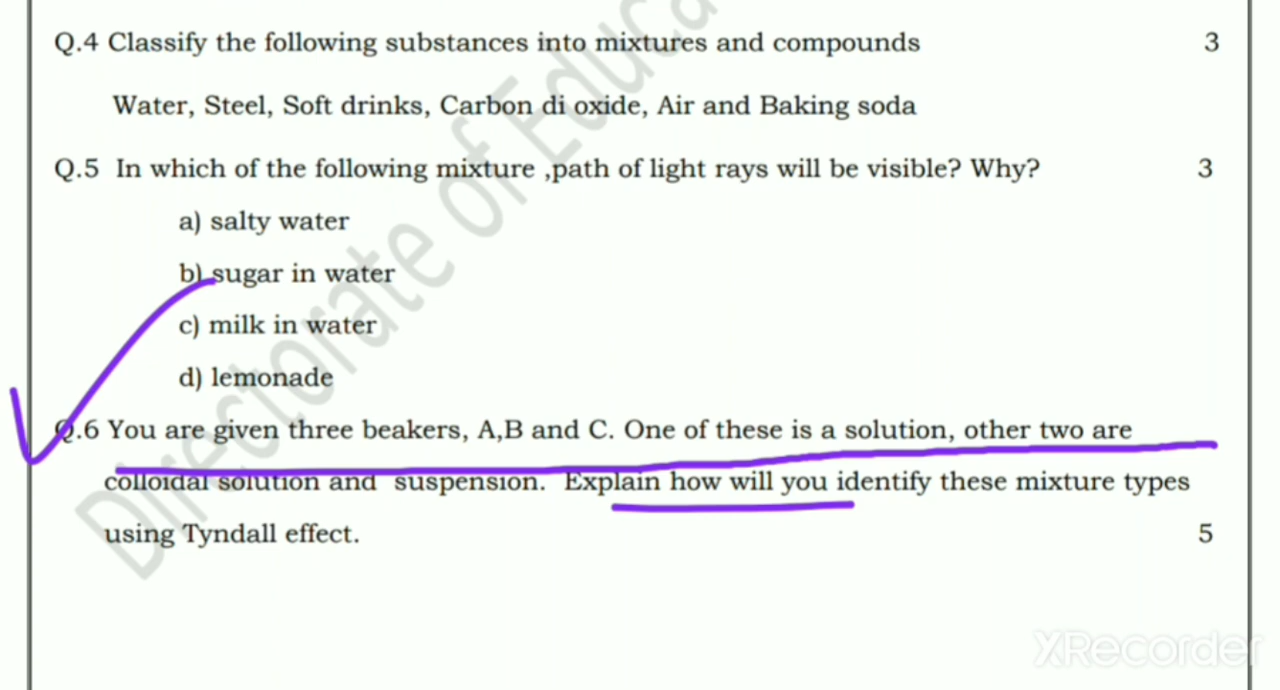 Q.4 Classify the following substances into mixtures and compounds 3
Water, Steel, Soft drinks, Carbon di oxide, Air and Baking soda
Q.5 In which of the following mixture ,path of light rays will be visible? Why? 3
a) salty water
b) sugar in water
c) milk in water
d) lemonade
Q.6 You are given three beakers, A,B and C. One of these is a solution, other two are
colloidal solution and suspension. Explain how will you identify these mixture types
using Tyndall effect. 5
Directorate of Educa
XRecorder